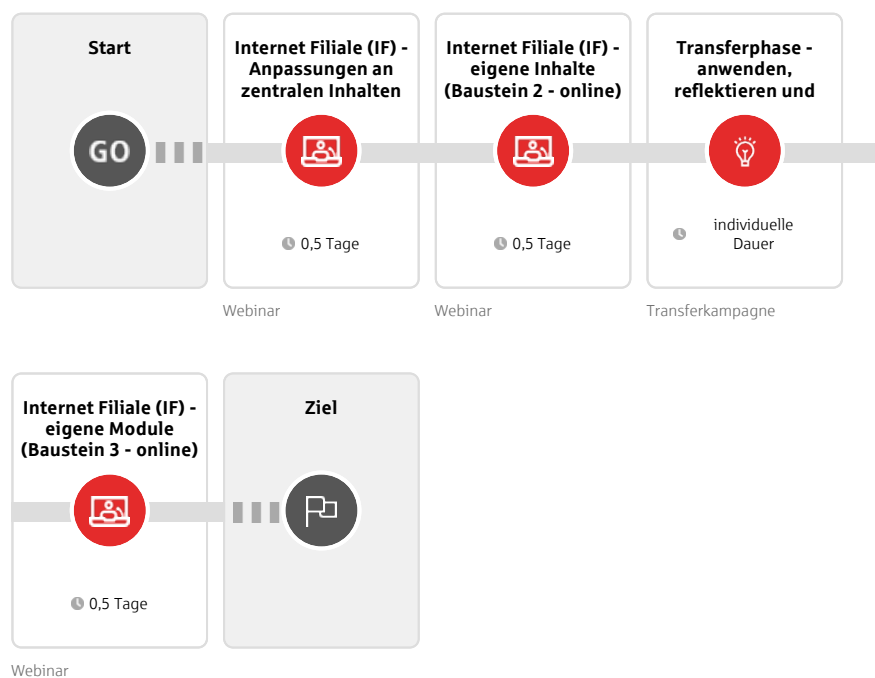 Start
GO
Internet Filiale (IF) -
Anpassungen an
zentralen Inhalten
0,5 Tage
Webinar
Internet Filiale (IF) -
eigene Inhalte
(Baustein 2 - online)
0,5 Tage
Webinar
Transferphase -
anwenden,
reflektieren und
individuelle
Dauer
Transferkampagne
Internet Filiale (IF) -
eigene Module
(Baustein 3 - online)
0,5 Tage
Webinar
Ziel